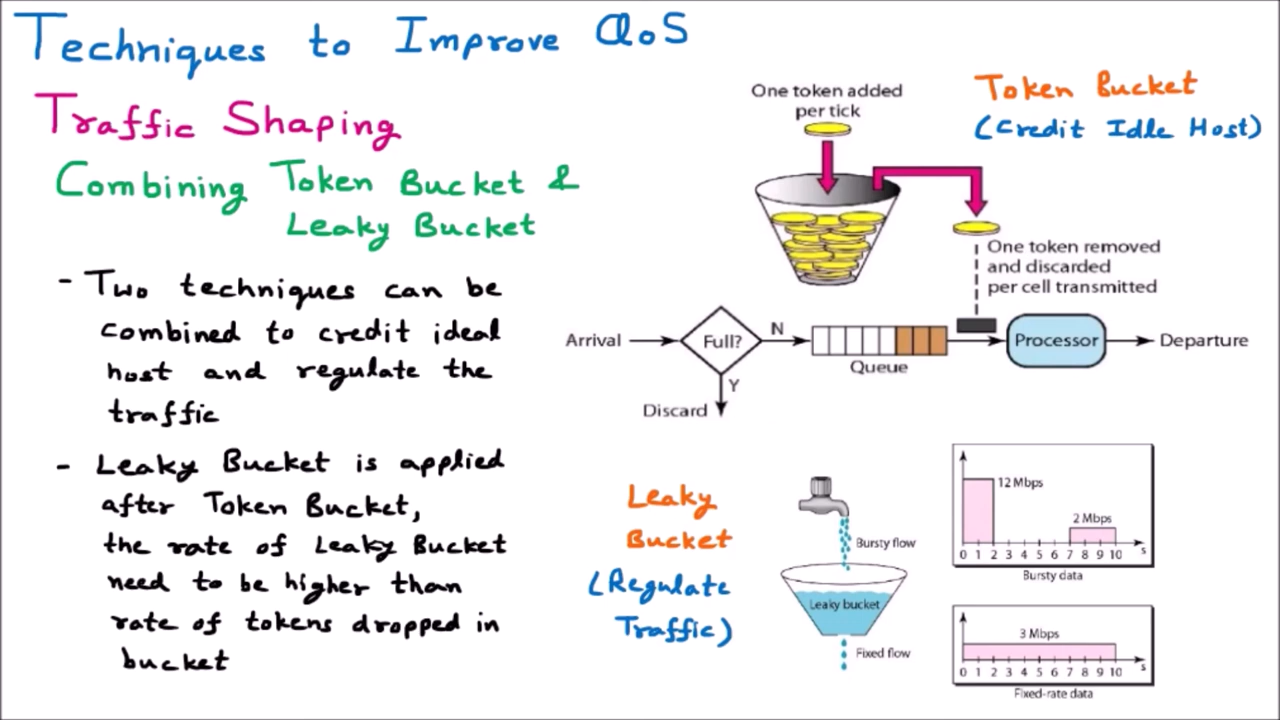 Techniques to Improve QoS
Traffic Shaping
Combining Token Bucket &
Leaky Bucket
- Two techniques can be
combined to credit ideal
host and regulate the
traffic
- Leaky Bucket is applied
after Token Bucket,
the rate of Leaky Bucket
need to be higher than
rate of tokens dropped in
bucket
One token added
per tick
Token Bucket
(Credit Idle Host)
One token removed
and discarded
per cell transmitted
Arrival
Full?
N
Y
Discard
Queue
Processor
Departure
Leaky
Bucket
(Regulate
Traffic)
Bursty flow
Leaky bucket
Fixed flow
12 Mbps
2 Mbps
0 1 2 3 4 5 6 7 8 9 10 s
Bursty data
3 Mbps
0 1 2 3 4 5 6 7 8 9 10 s
Fixed-rate data